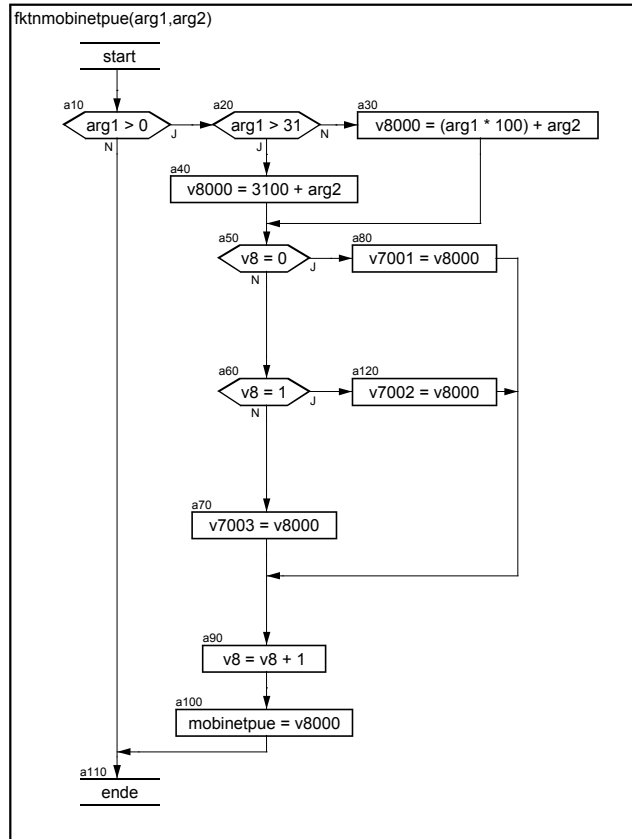 fktnmobinetpue(arg1,arg2)
start
a10
arg1 > 0
J
N
a20
arg1 > 31
N
J
a30
v8000 = (arg1 * 100) + arg2
a40
v8000 = 3100 + arg2
a50
v8 = 0
J
N
a80
v7001 = v8000
a60
v8 = 1
J
N
a120
v7002 = v8000
a70
v7003 = v8000
a90
v8 = v8 + 1
a100
mobinetpue = v8000
a110
ende